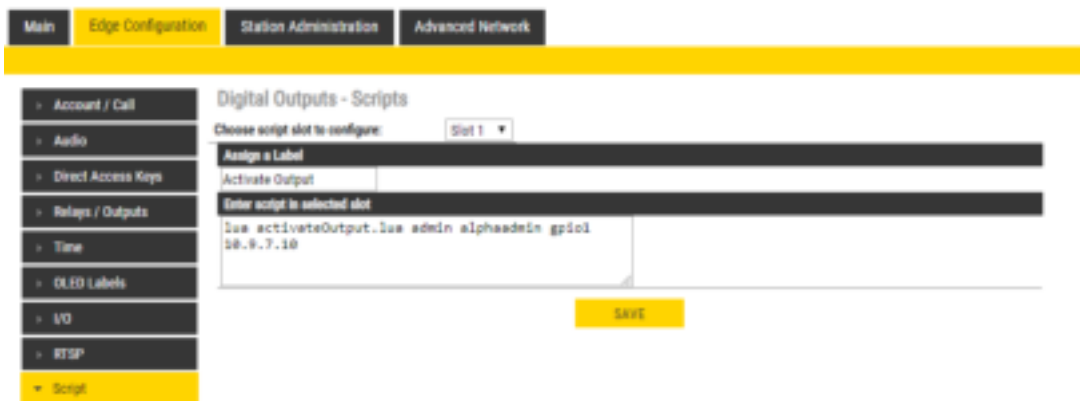 Main
Edge Configuration
Station Administration
Advanced Network
Account / Call
Audio
Direct Access Keys
Relays / Outputs
Time
OLED Labels
I/O
RTSP
Script
Digital Outputs - Scripts
Choose script slot to configure:
Slot 1
Assign a Label
Activate Output
Enter script in selected slot
lua activateOutput.lua admin alphaadmin gpio1
10.9.7.10
SAVE